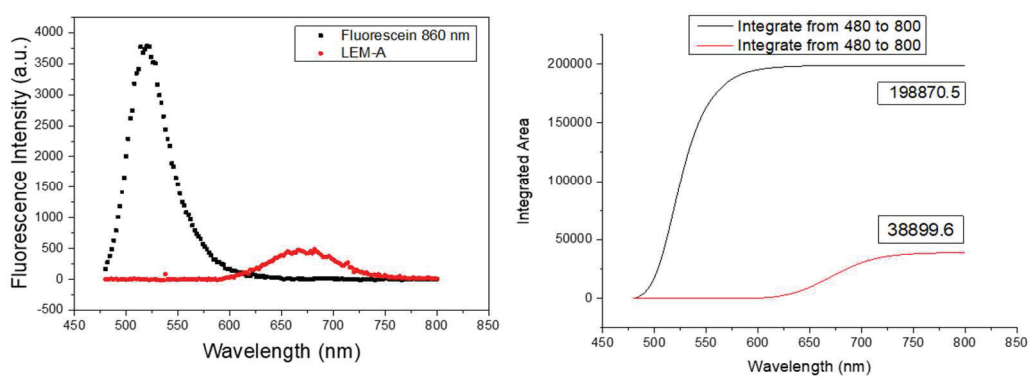 Fluorescence Intensity (a.u.)
4000
3500
3000
2500
2000
1500
1000
500
0
-500
Fluorescein 860 nm
LEM-A
450 500 550 600 650 700 750 800 850
Wavelength (nm)
Integrate from 480 to 800
Integrate from 480 to 800
Integrated Area
200000
150000
100000
50000
0
198870.5
38899.6
450 500 550 600 650 700 750 800 850
Wavelength (nm)